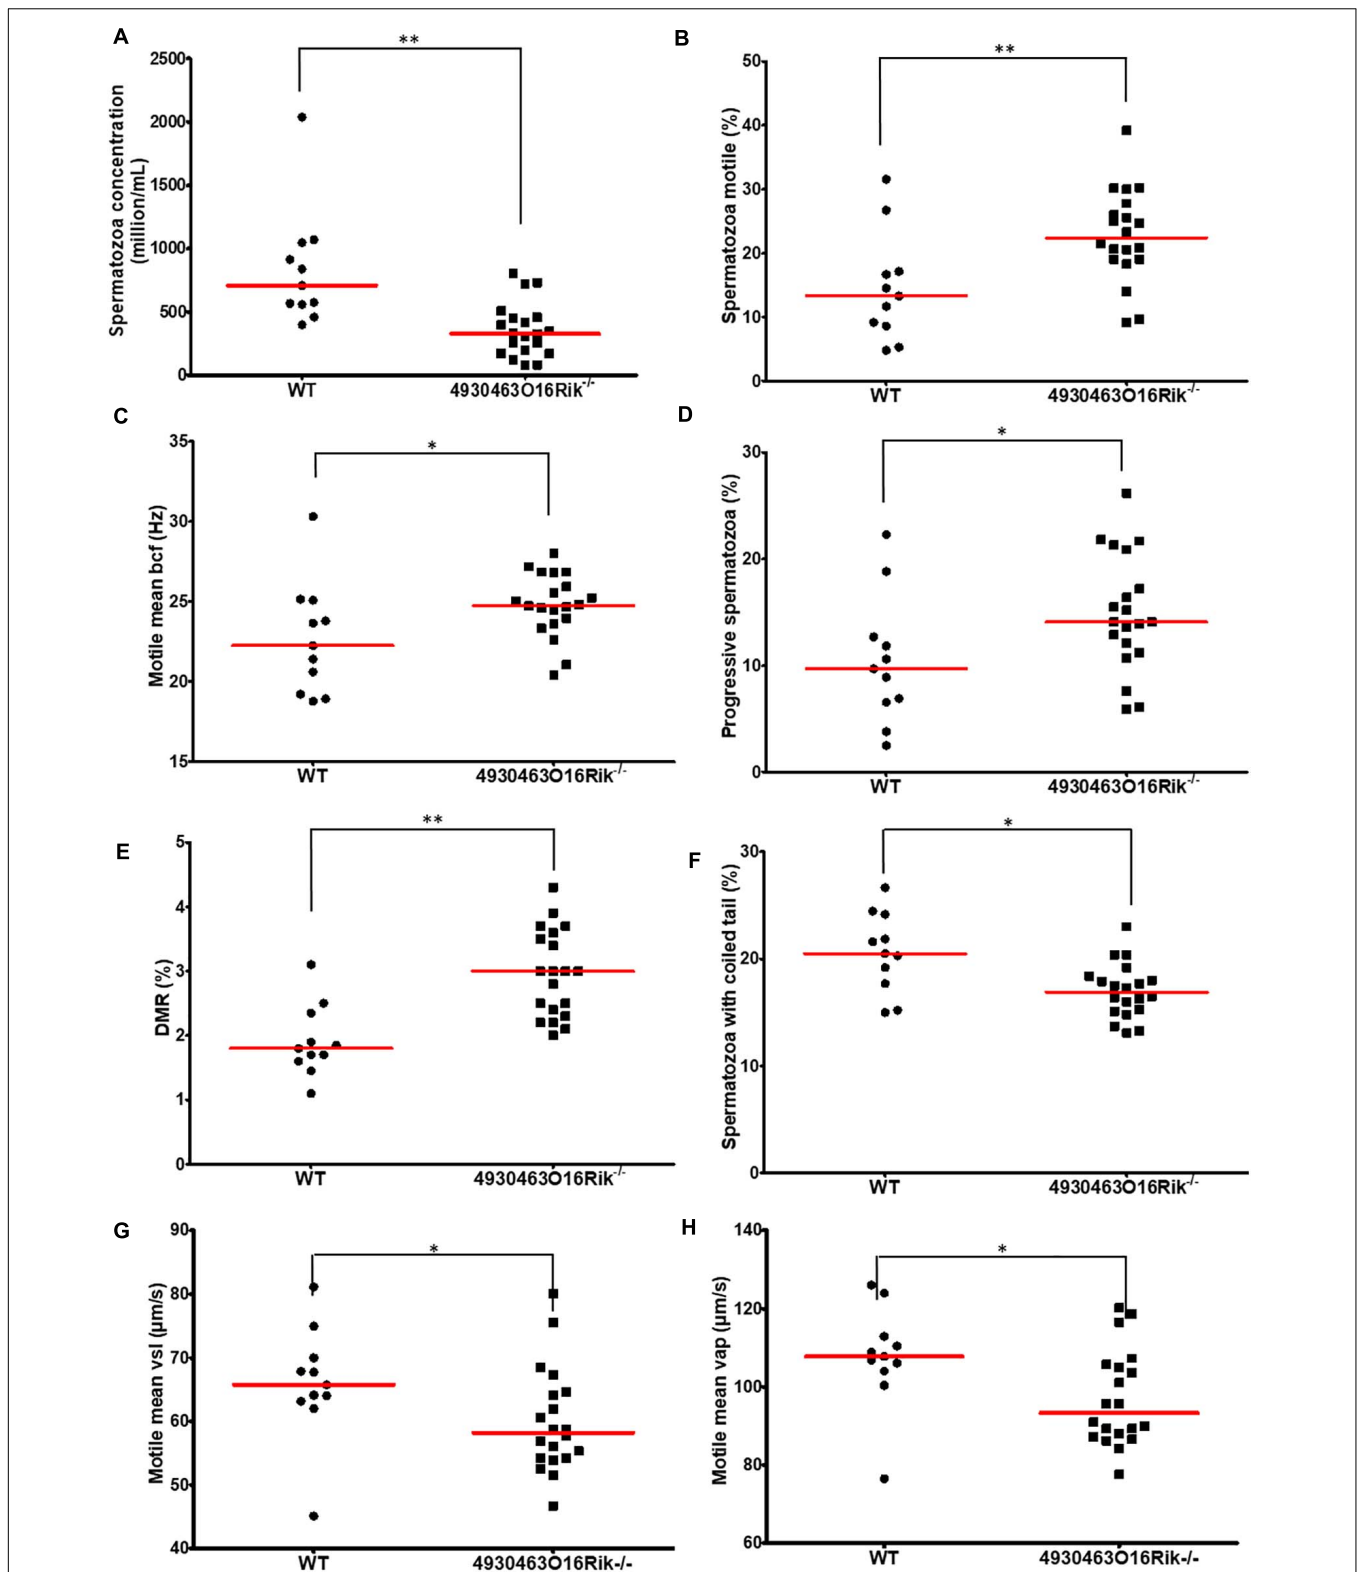 A
**
Spermatozoa concentration
(million/mL)
2500
2000
1500
1000
500
0
WT
4930463O16Rik-/-
B
**
Spermatozoa motile (%)
50
40
30
20
10
0
WT
4930463O16Rik-/-
C
*
Motile mean bcf (Hz)
35
30
25
20
15
WT
4930463O16Rik-/-
D
*
Progressive spermatozoa (%)
30
20
10
0
WT
4930463O16Rik-/-
E
**
DMR (%)
5
4
3
2
1
0
WT
4930463O16Rik-/-
F
*
Spermatozoa with coiled tail (%)
30
20
10
0
WT
4930463O16Rik-/-
G
*
Motile mean vsl (µm/s)
90
80
70
60
50
40
WT
4930463O16Rik-/-
H
*
Motile mean vap (µm/s)
140
120
100
80
60
WT
4930463O16Rik-/-